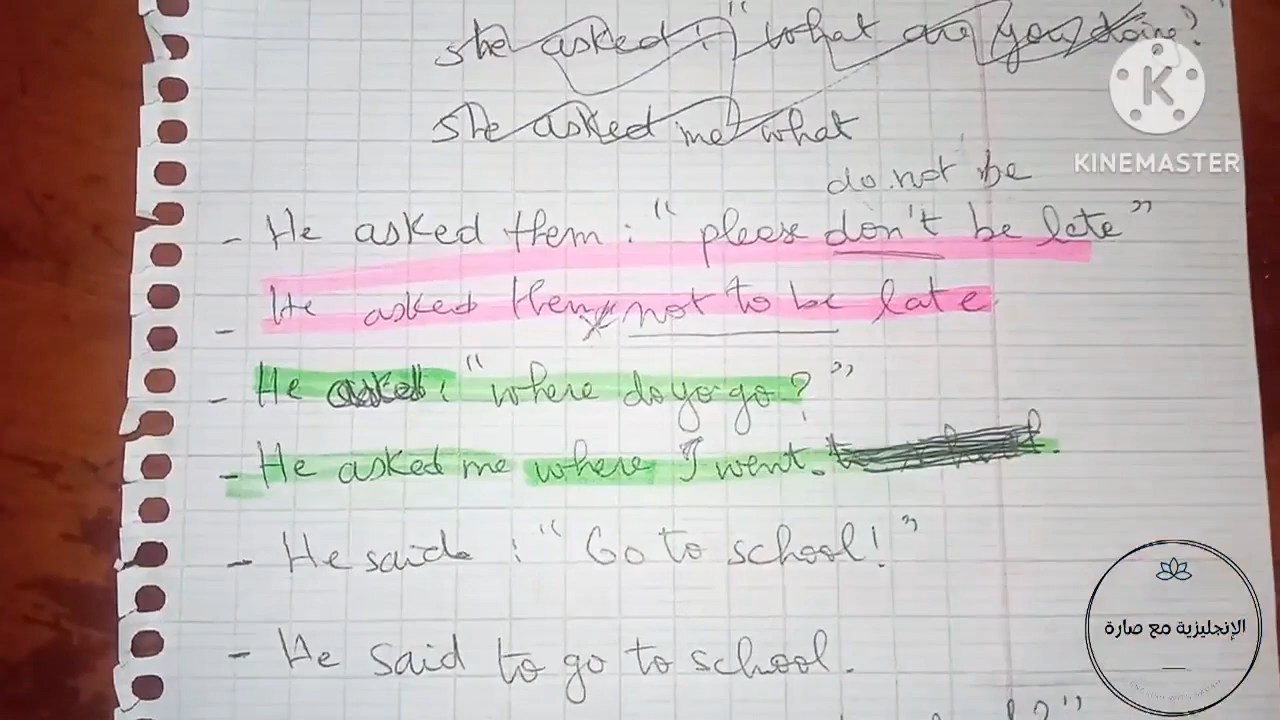 she asked : " what are you doing? "
K
she asked me what
KINEMASTER
do not be
- He asked them : " please don't be late "
- He asked them not to be late
- He asked : " where do yo go ? "
- He asked me where I went.
- He said : " Go to school! "
الإنجليزية مع صارة
- He said to go to school.
? "